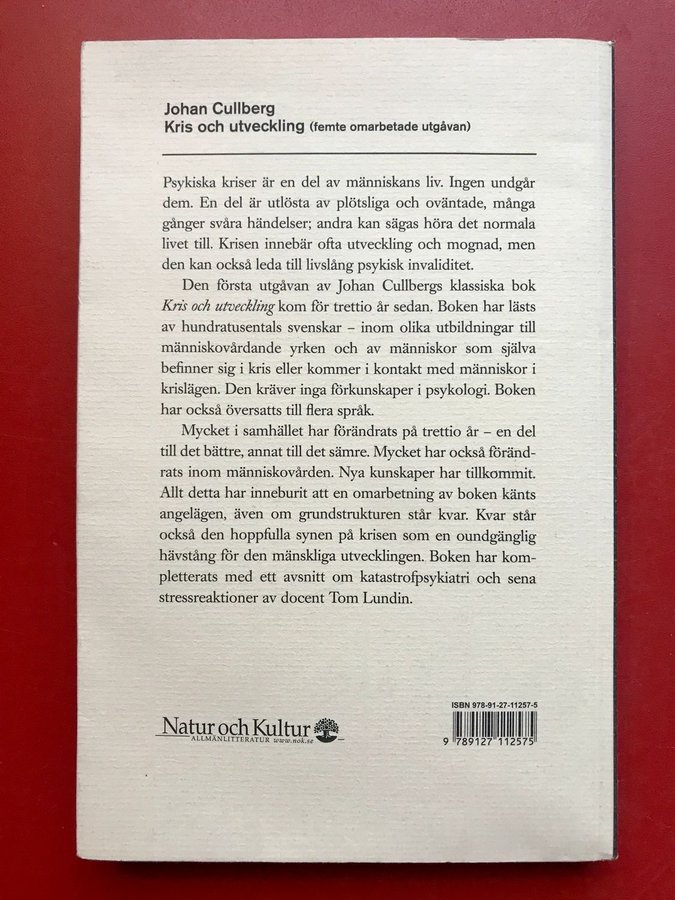 Johan Cullberg
Kris och utveckling (femte omarbetade utgåvan)
Psykiska kriser är en del av människans liv. Ingen undgår
dem. En del är utlösta av plötsliga och oväntade, många
gånger svåra händelser; andra kan sägas höra det normala
livet till. Krisen innebär ofta utveckling och mognad, men
den kan också leda till livslång psykisk invaliditet.
Den första utgåvan av Johan Cullbergs klassiska bok
Kris och utveckling kom för trettio år sedan. Boken har lästs
av hundratusentals svenskar – inom olika utbildningar till
människovårdande yrken och av människor som själva
befinner sig i kris eller kommer i kontakt med människor i
krislägen. Den kräver inga förkunskaper i psykologi. Boken
har också översatts till flera språk.
Mycket i samhället har förändrats på trettio år – en del
till det bättre, annat till det sämre. Mycket har också föränd-
rats inom människovården. Nya kunskaper har tillkommit.
Allt detta har inneburit att en omarbetning av boken känts
angelägen, även om grundstrukturen står kvar. Kvar står
också den hoppfulla synen på krisen som en oundgänglig
hävstång för den mänskliga utvecklingen. Boken har kom-
pletterats med ett avsnitt om katastrofpsykiatri och sena
stressreaktioner av docent Tom Lundin.
ISBN 978-91-27-11257-5
Natur och Kultur
ALLMÄNLITTERATUR www.nok.se
9 789127 112575